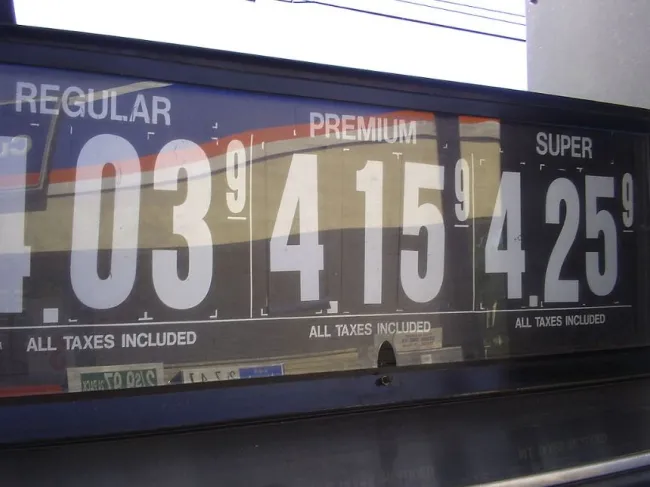 REGULAR PREMIUM SUPER
4.03 9 4 15 9 4.25 9
ALL TAXES INCLUDED ALL TAXES INCLUDED ALL TAXES INCLUDED